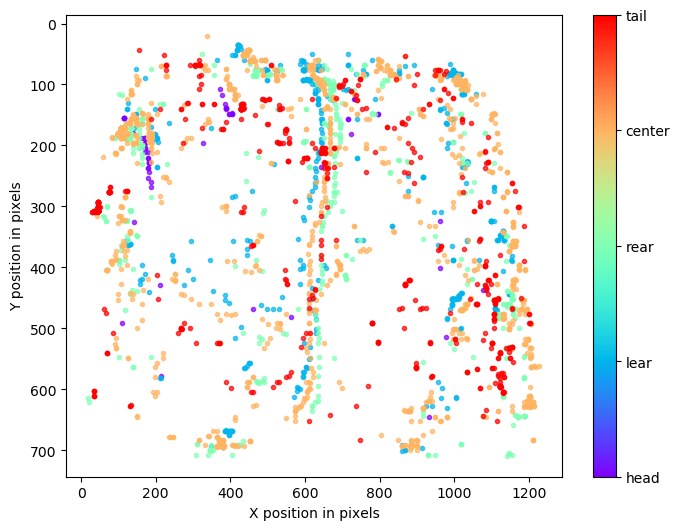 0
100
200
300
400
500
600
700
Y position in pixels
0
200
400
600
800
1000
1200
X position in pixels
tail
center
rear
lear
head